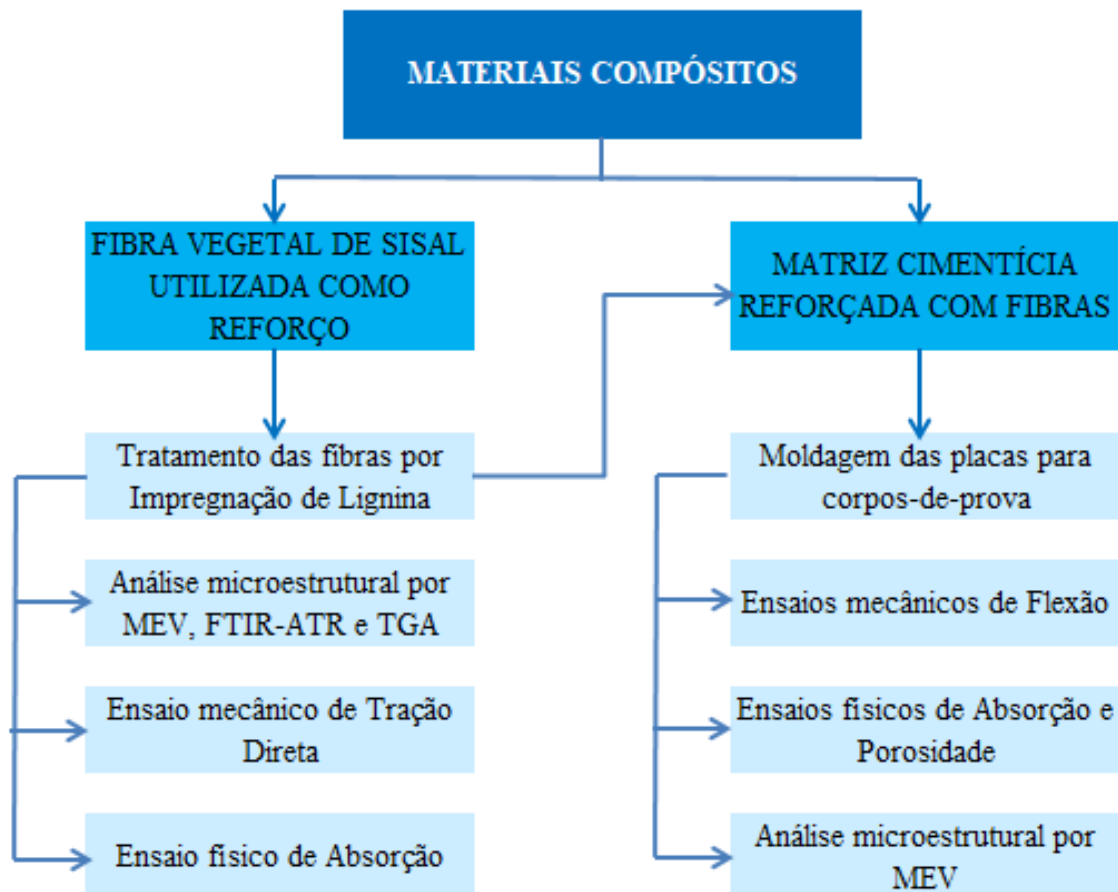 MATERIAIS COMPÓSITOS
FIBRA VEGETAL DE SISAL
UTILIZADA COMO
REFORÇO
Tratamento das fibras por
Impregnação de Lignina
Análise microestrutural por
MEV, FTIR-ATR e TGA
Ensaio mecânico de Tração
Direta
Ensaio físico de Absorção
MATRIZ CIMENTÍCIA
REFORÇADA COM FIBRAS
Moldagem das placas para
corpos-de-prova
Ensaios mecânicos de Flexão
Ensaios físicos de Absorção e
Porosidade
Análise microestrutural por
MEV